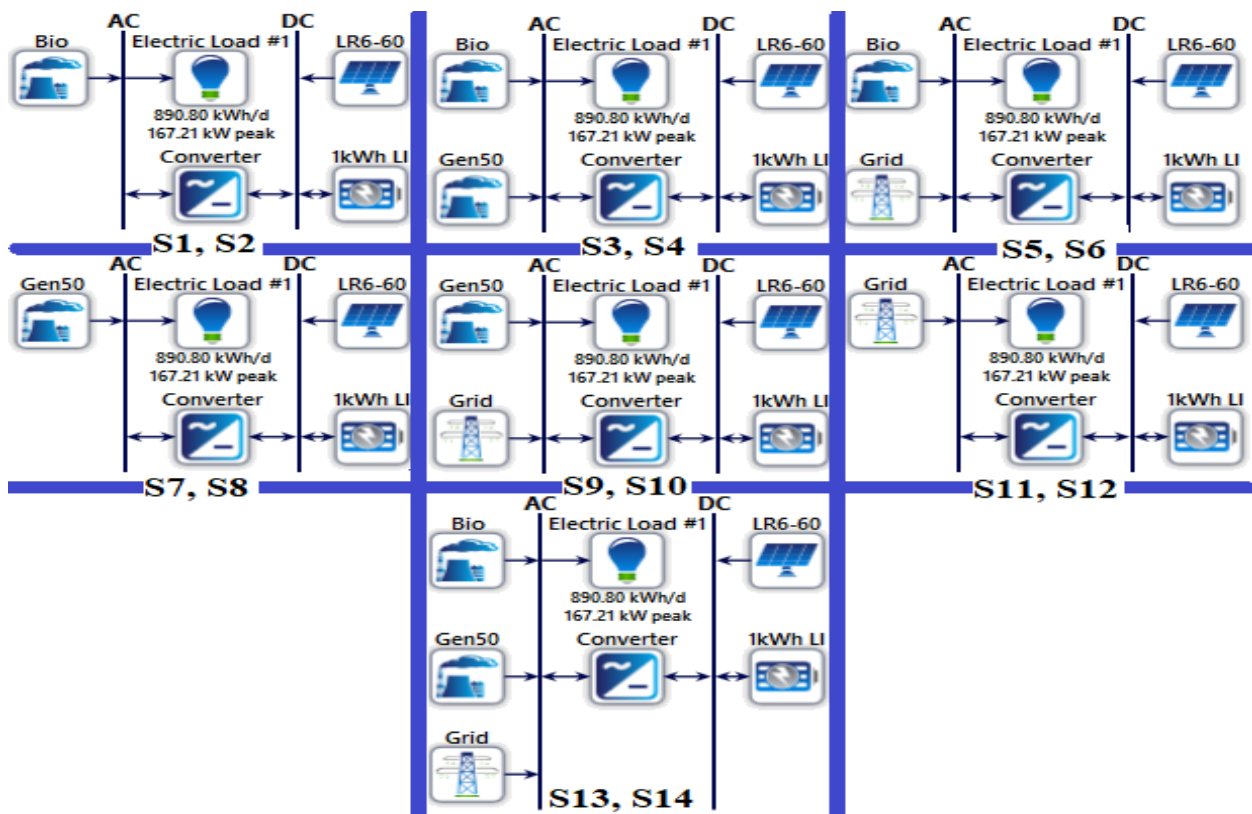 AC DC
Bio Electric Load #1 LR6-60
890.80 kWh/d
167.21 kW peak
Converter 1kWh LI
S1, S2
AC DC
Bio Electric Load #1 LR6-60
890.80 kWh/d
167.21 kW peak
Gen50 Converter 1kWh LI
S3, S4
AC DC
Bio Electric Load #1 LR6-60
890.80 kWh/d
167.21 kW peak
Grid Converter 1kWh LI
S5, S6
AC DC
Gen50 Electric Load #1 LR6-60
890.80 kWh/d
167.21 kW peak
Converter 1kWh LI
S7, S8
AC DC
Gen50 Electric Load #1 LR6-60
890.80 kWh/d
167.21 kW peak
Grid Converter 1kWh LI
S9, S10
AC DC
Grid Electric Load #1 LR6-60
890.80 kWh/d
167.21 kW peak
Converter 1kWh LI
S11, S12
AC DC
Bio Electric Load #1 LR6-60
890.80 kWh/d
167.21 kW peak
Gen50 Converter 1kWh LI
Grid
S13, S14